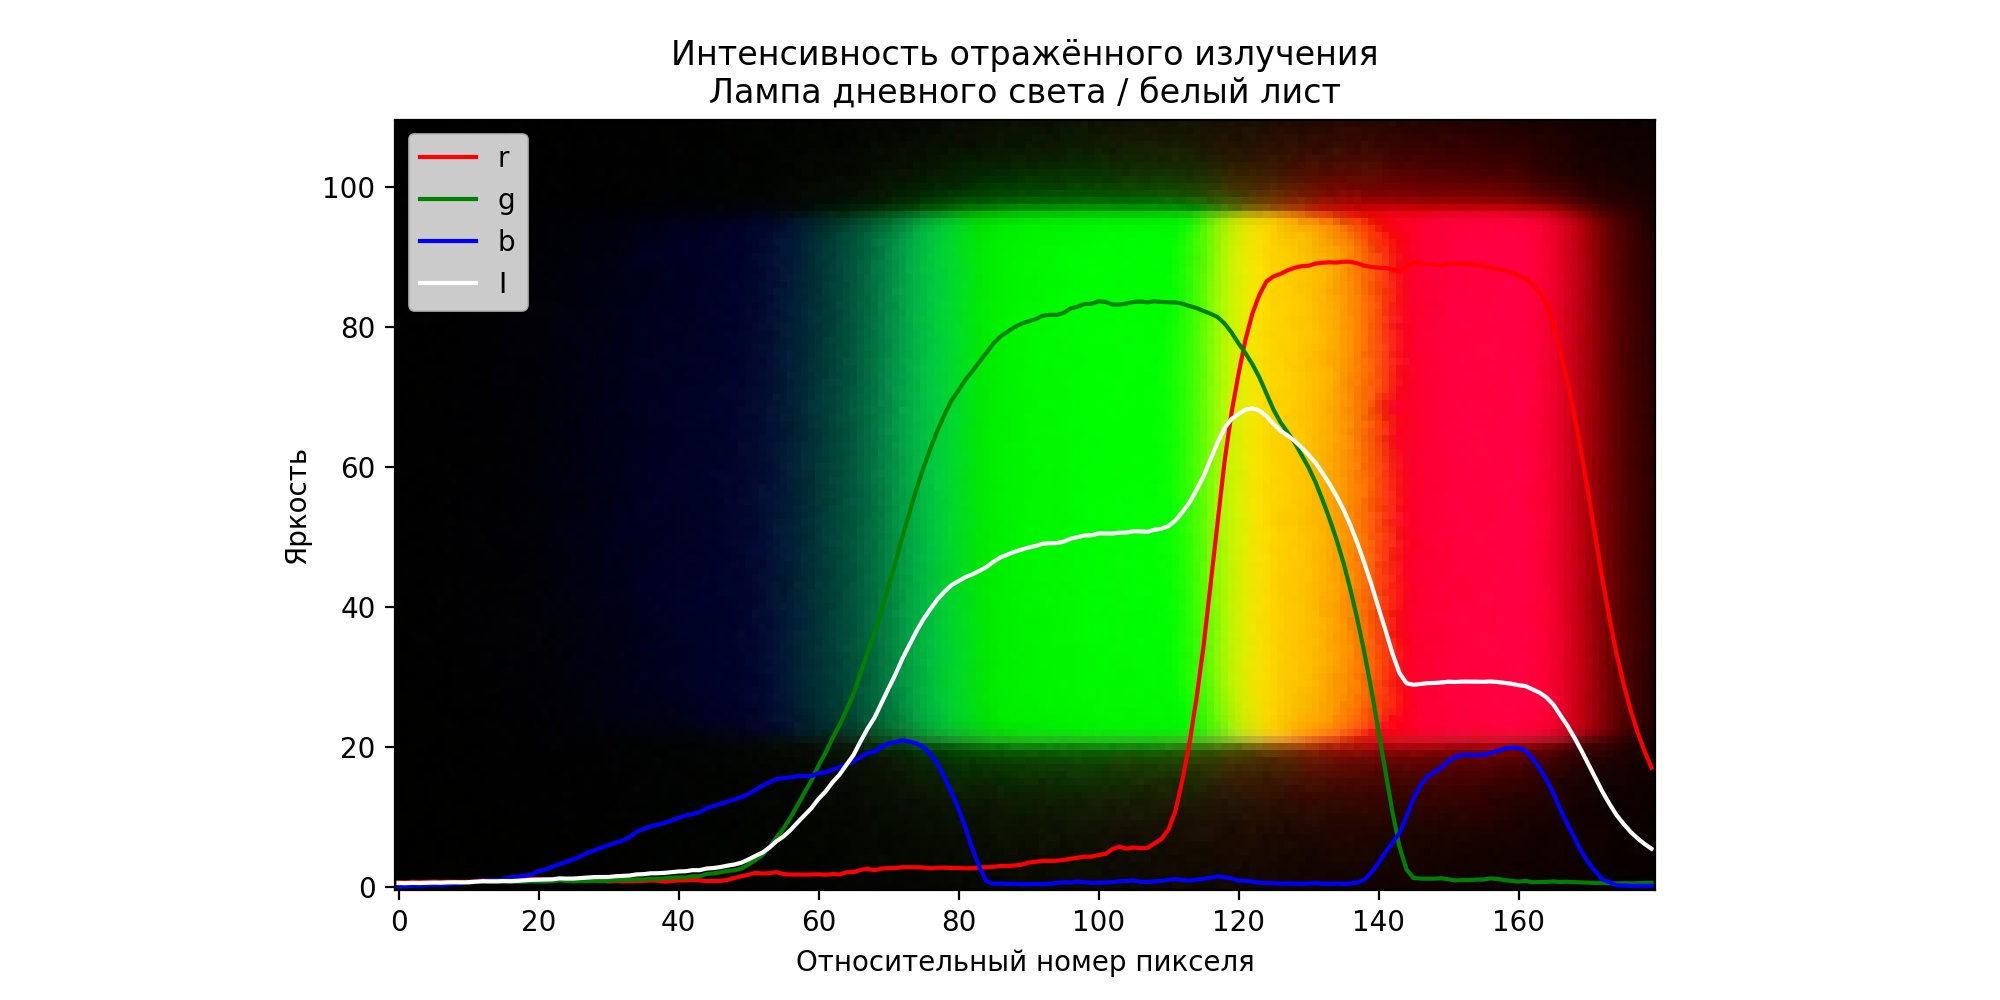 Интенсивность отражённого излучения
Лампа дневного света / белый лист
r
g
b
l
100
80
60
40
20
0
Яркость
0 20 40 60 80 100 120 140 160
Относительный номер пикселя